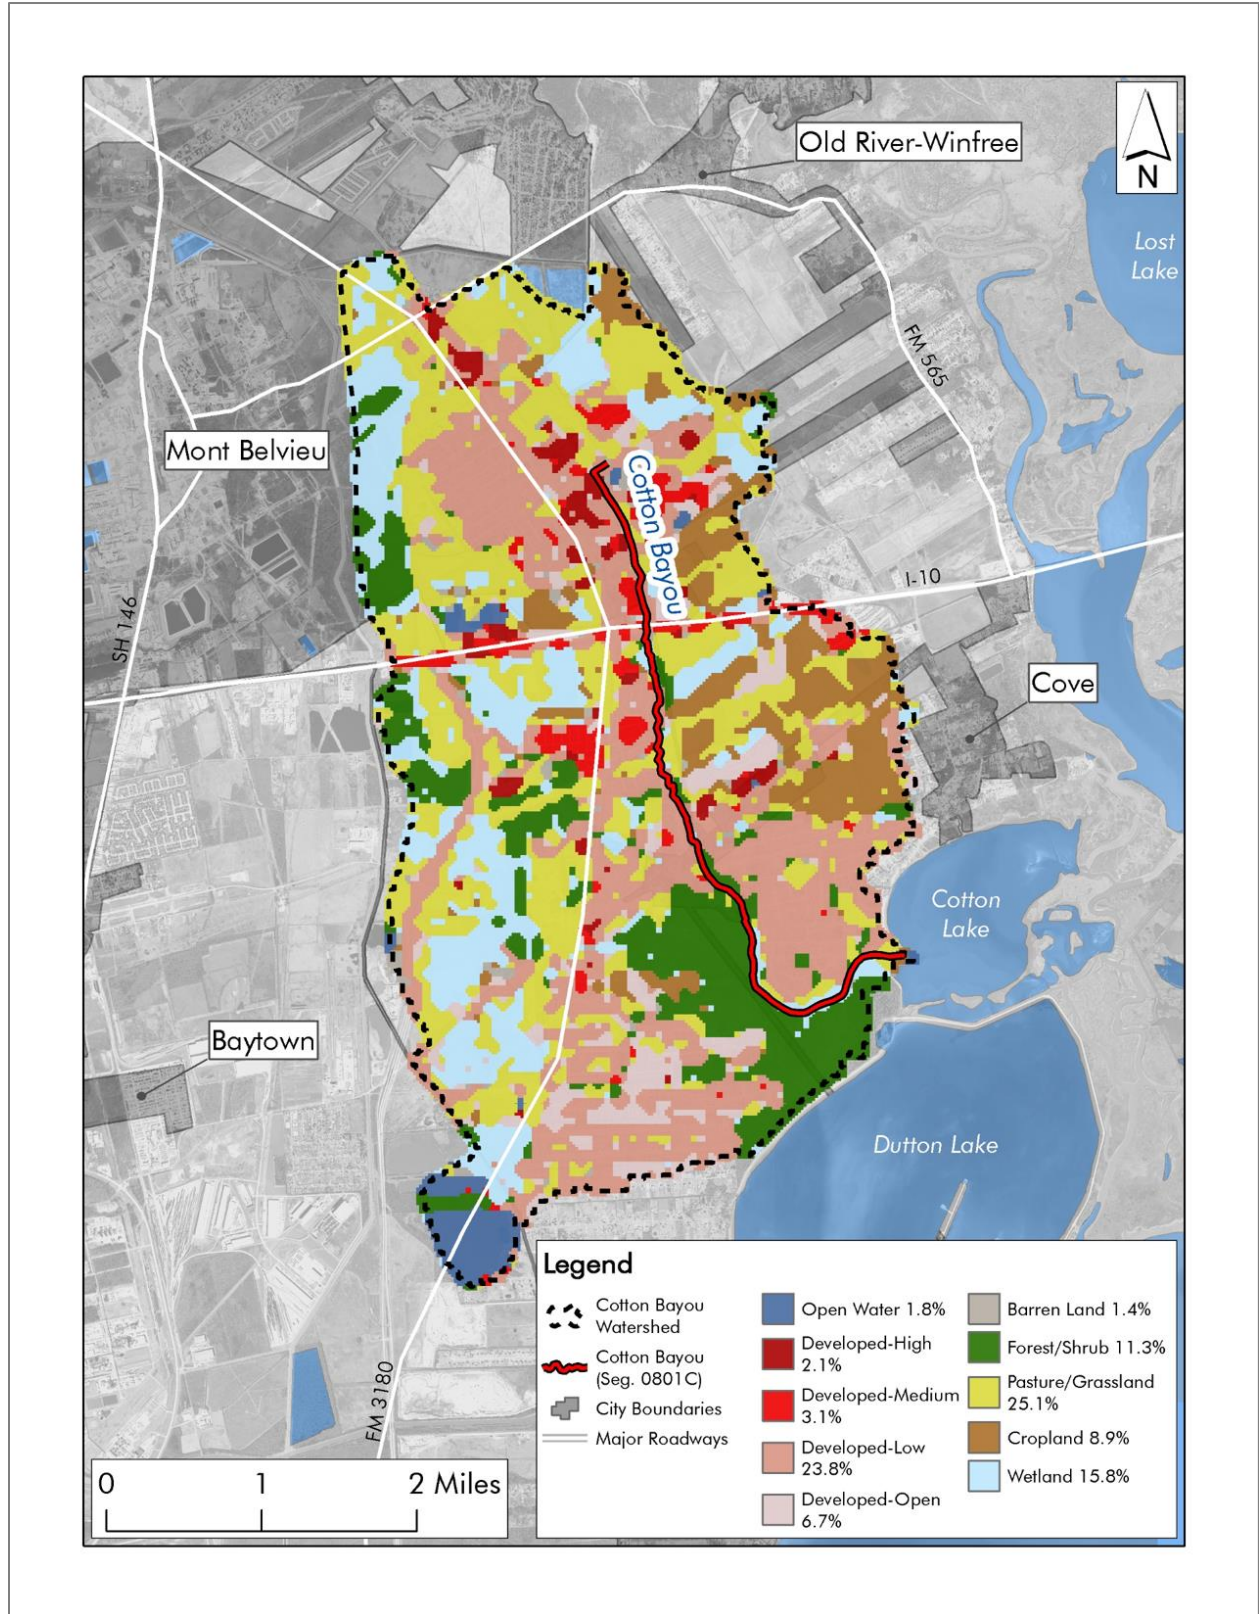 N
Old River-Winfree
Lost
Lake
FM 565
Mont Belvieu
Cotton Bayou
I-10
SH 146
Cove
Cotton
Lake
Baytown
Dutton Lake
FM 3180
Legend
Cotton Bayou
Watershed
Cotton Bayou
(Seg. 0801C)
City Boundaries
Major Roadways
Open Water 1.8%
Developed-High
2.1%
Developed-Medium
3.1%
Developed-Low
23.8%
Developed-Open
6.7%
Barren Land 1.4%
Forest/Shrub 11.3%
Pasture/Grassland
25.1%
Cropland 8.9%
Wetland 15.8%
0 1 2 Miles